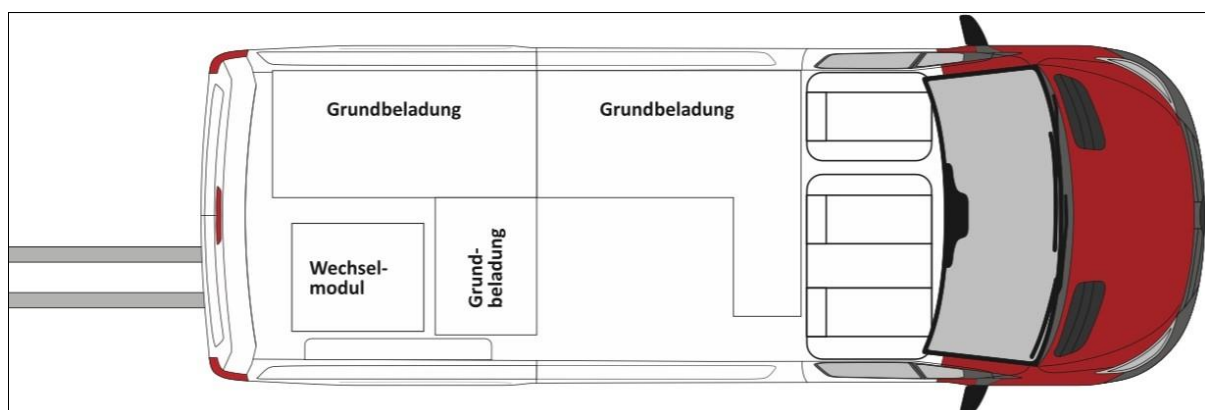 Grundbeladung
Grundbeladung
Wechsel-
modul
Grund-
beladung